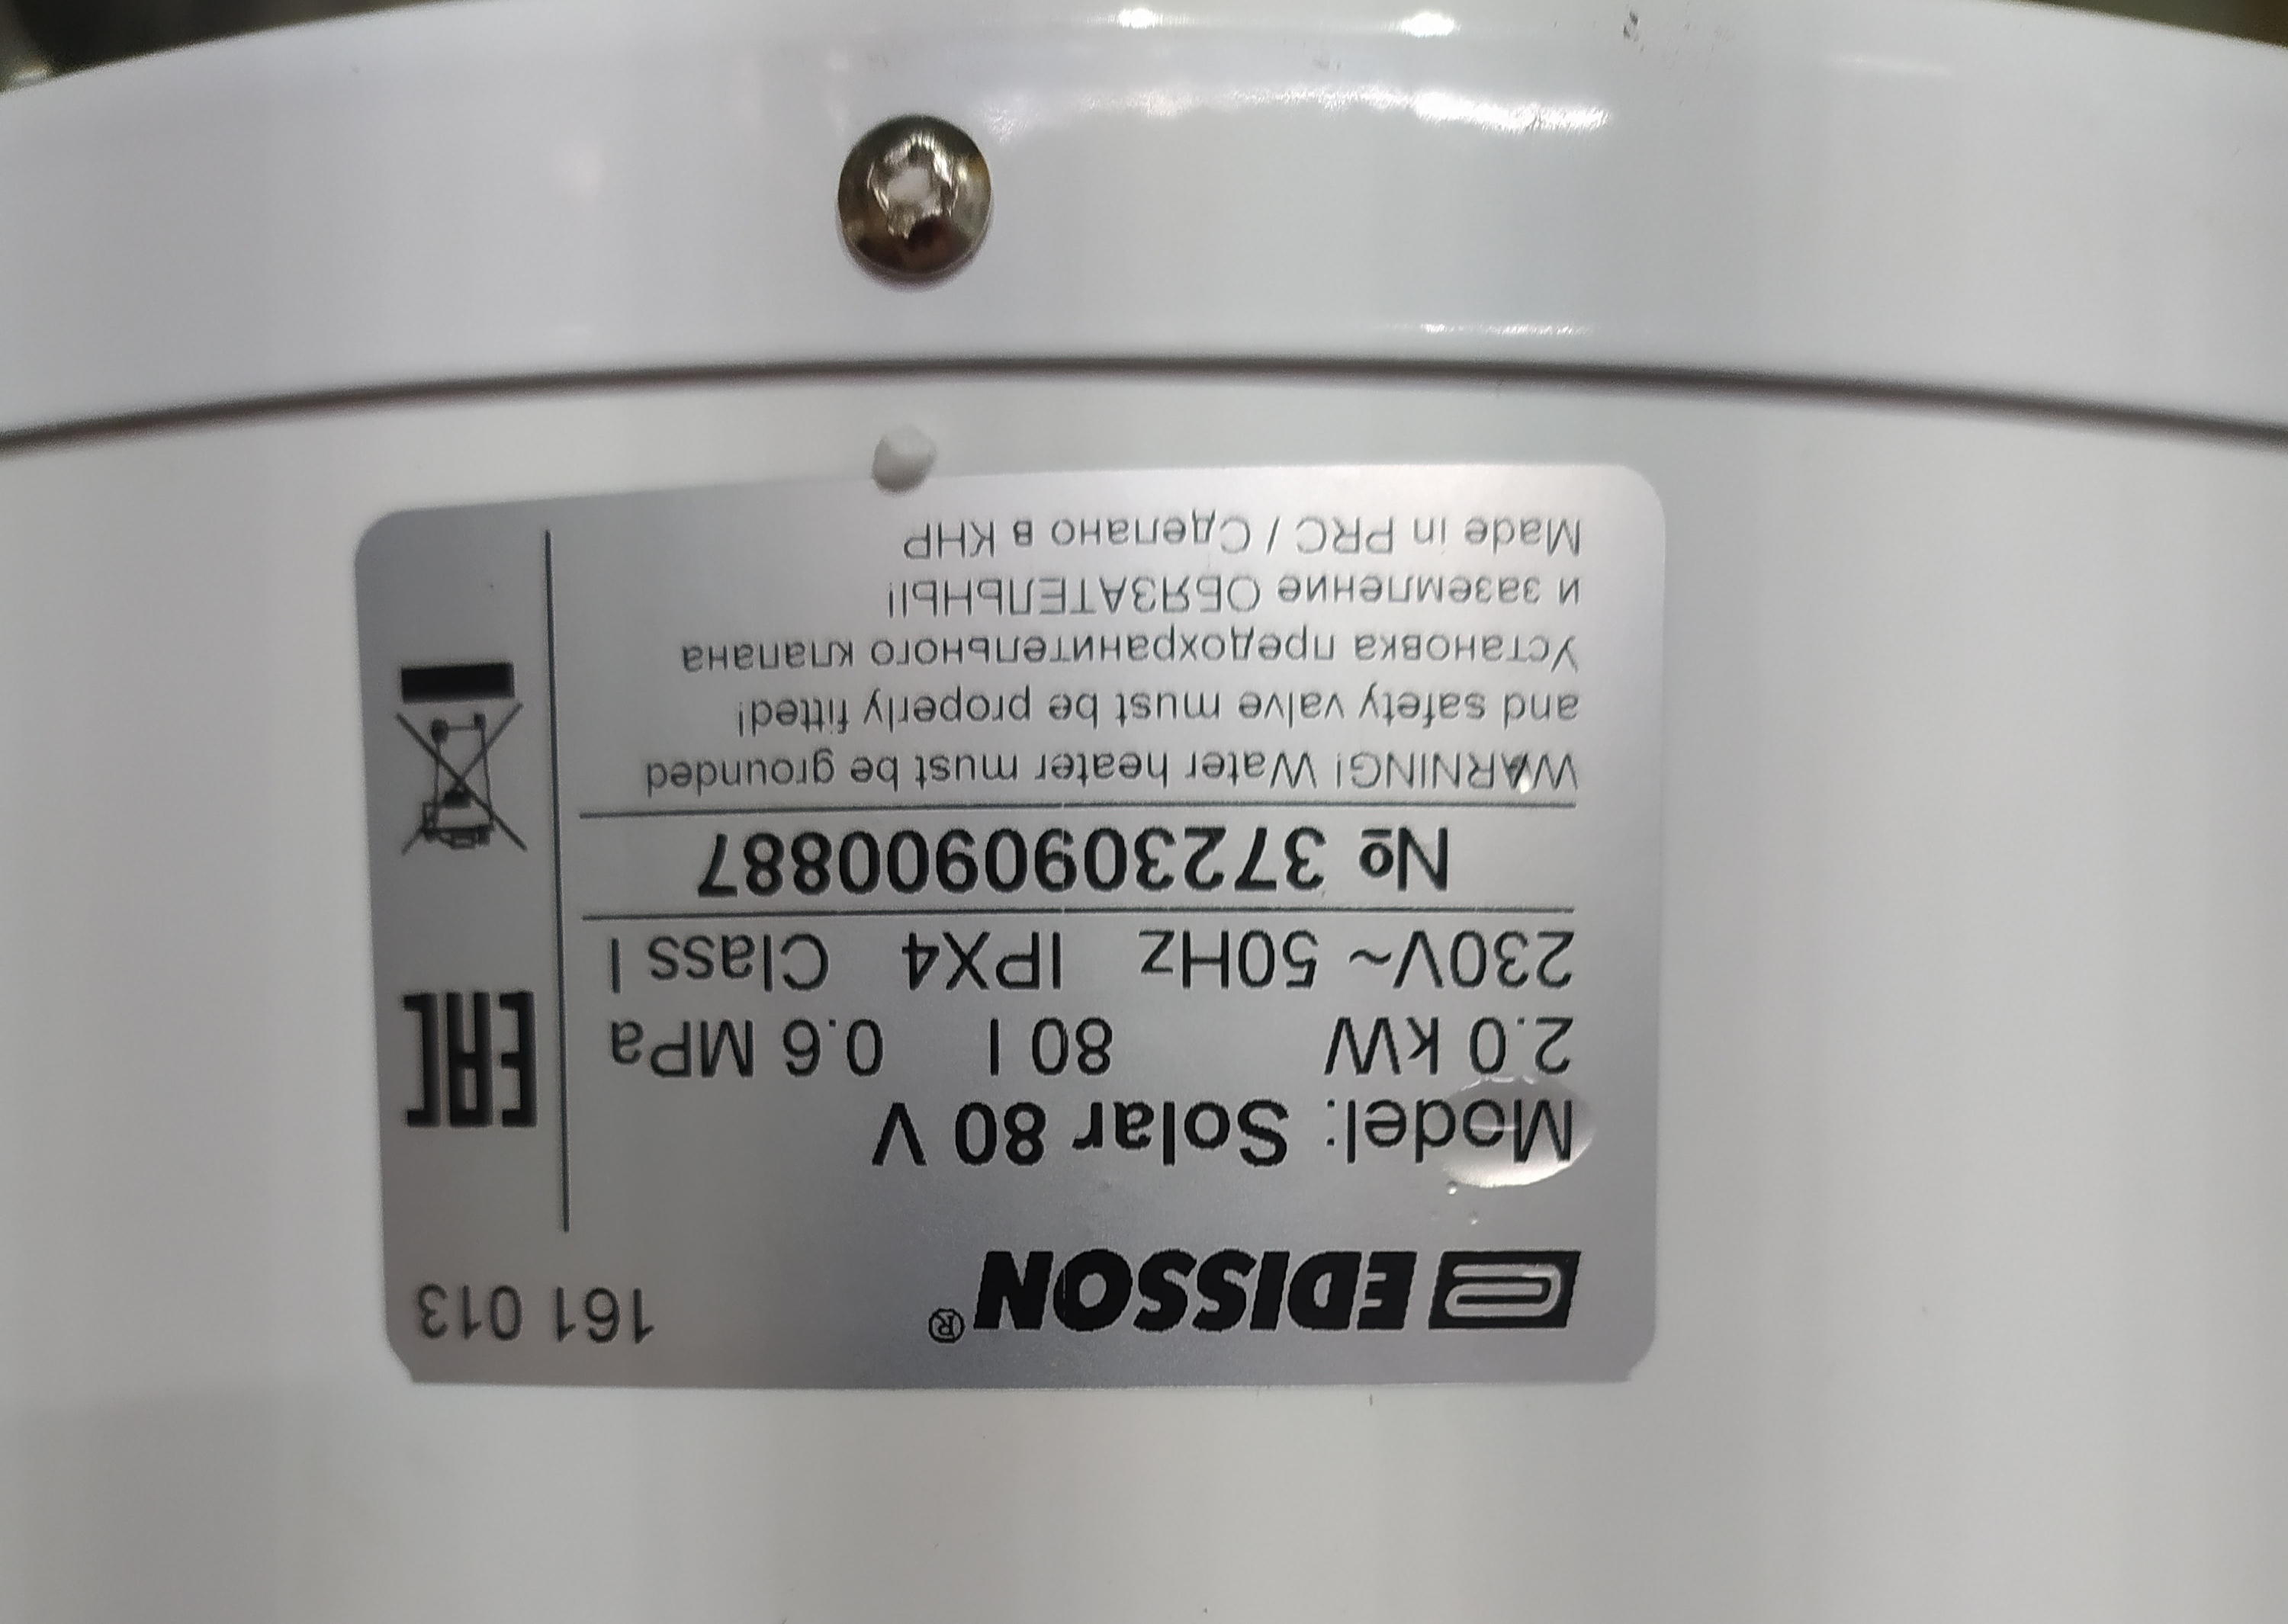 EDISSON®
161 013
Model: Solar 80 V
2.0 kW 80 l 0.6 MPa
230V~ 50Hz IPX4 Class I
№ 3723090900887
WARNING! Water heater must be grounded
and safety valve must be properly fitted!
Установка предохранительного клапана
и заземление ОБЯЗАТЕЛЬНЫ!
Made in PRC / Сделано в КНР
EAC